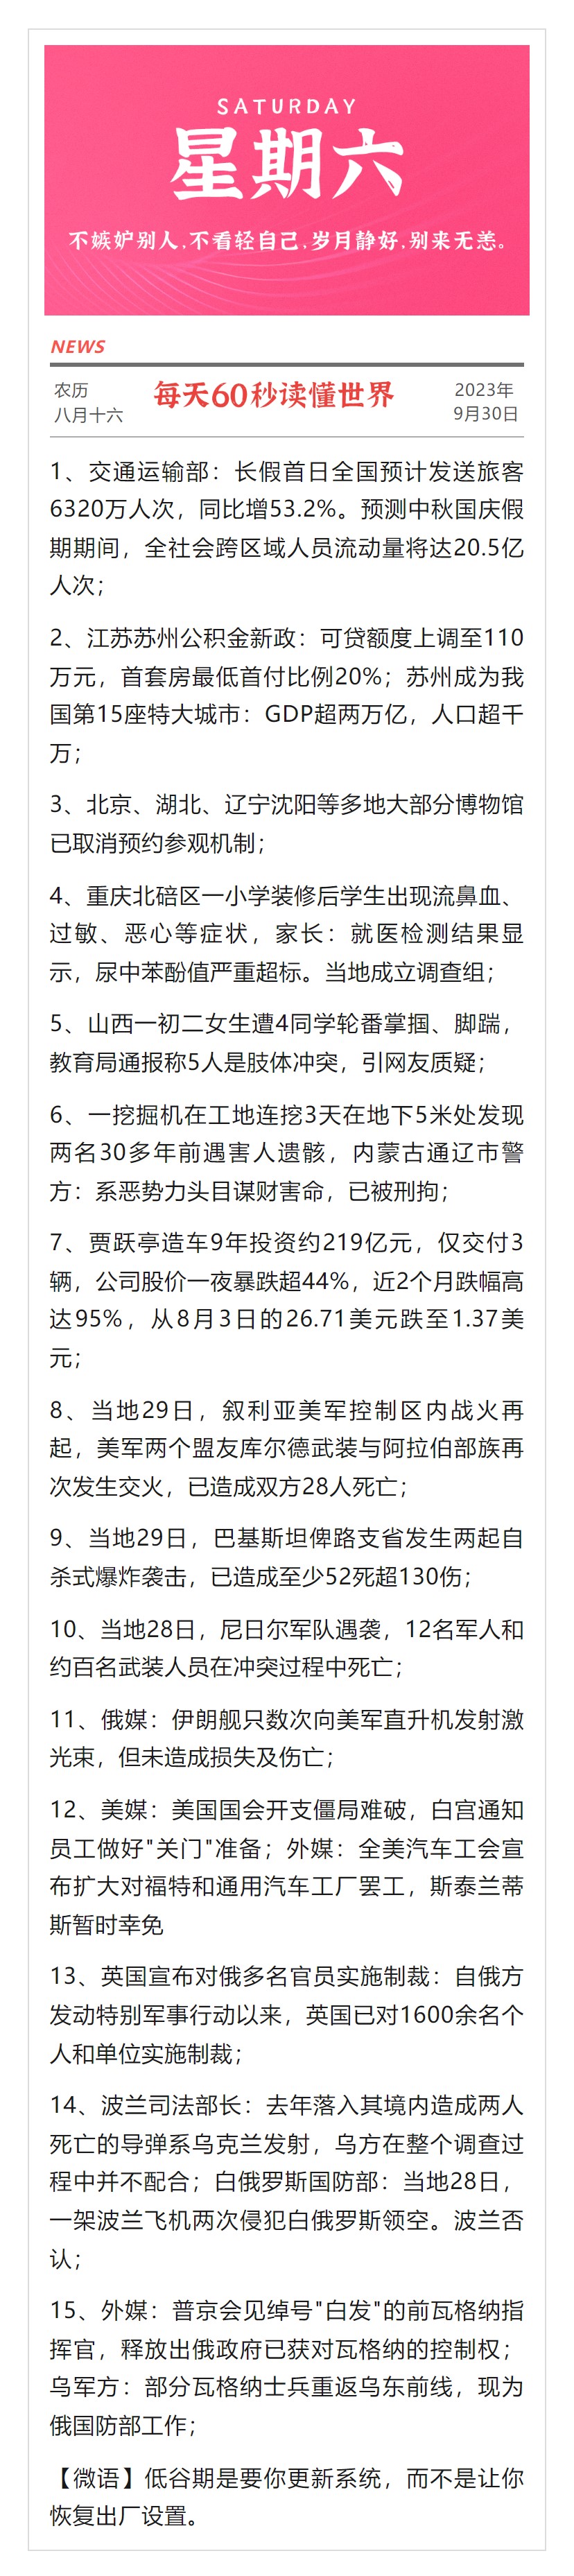 SATURDAY
星期六
不嫉妒别人,不看轻自己,岁月静好,别来无恙。
NEWS
农历
八月十六
每天60秒读懂世界
2023年
9月30日
1、交通运输部：长假首日全国预计发送旅客
6320万人次，同比增53.2%。预测中秋国庆假
期期间，全社会跨区域人员流动量将达20.5亿
人次；
2、江苏苏州公积金新政：可贷额度上调至110
万元，首套房最低首付比例20%；苏州成为我
国第15座特大城市：GDP超两万亿，人口超千
万；
3、北京、湖北、辽宁沈阳等多地大部分博物馆
已取消预约参观机制；
4、重庆北碚区一小学装修后学生出现流鼻血、
过敏、恶心等症状，家长：就医检测结果显
示，尿中苯酚值严重超标。当地成立调查组；
5、山西一初二女生遭4同学轮番掌掴、脚踹，
教育局通报称5人是肢体冲突，引网友质疑；
6、一挖掘机在工地连挖3天在地下5米处发现
两名30多年前遇害人遗骸，内蒙古通辽市警
方：系恶势力头目谋财害命，已被刑拘；
7、贾跃亭造车9年投资约219亿元，仅交付3
辆，公司股价一夜暴跌超44%，近2个月跌幅高
达95%，从8月3日的26.71美元跌至1.37美
元；
8、当地29日，叙利亚美军控制区内战火再
起，美军两个盟友库尔德武装与阿拉伯部族再
次发生交火，已造成双方28人死亡；
9、当地29日，巴基斯坦俾路支省发生两起自
杀式爆炸袭击，已造成至少52死超130伤；
10、当地28日，尼日尔军队遇袭，12名军人和
约百名武装人员在冲突过程中死亡；
11、俄媒：伊朗舰只数次向美军直升机发射激
光束，但未造成损失及伤亡；
12、美媒：美国国会开支僵局难破，白宫通知
员工做好"关门"准备；外媒：全美汽车工会宣
布扩大对福特和通用汽车工厂罢工，斯泰兰蒂
斯暂时幸免
13、英国宣布对俄多名官员实施制裁：自俄方
发动特别军事行动以来，英国已对1600余名个
人和单位实施制裁；
14、波兰司法部长：去年落入其境内造成两人
死亡的导弹系乌克兰发射，乌方在整个调查过
程中并不配合；白俄罗斯国防部：当地28日，
一架波兰飞机两次侵犯白俄罗斯领空。波兰否
认；
15、外媒：普京会见绰号"白发"的前瓦格纳指
挥官，释放出俄政府已获对瓦格纳的控制权；
乌军方：部分瓦格纳士兵重返乌东前线，现为
俄国防部工作；
【微语】低谷期是要你更新系统，而不是让你
恢复出厂设置。